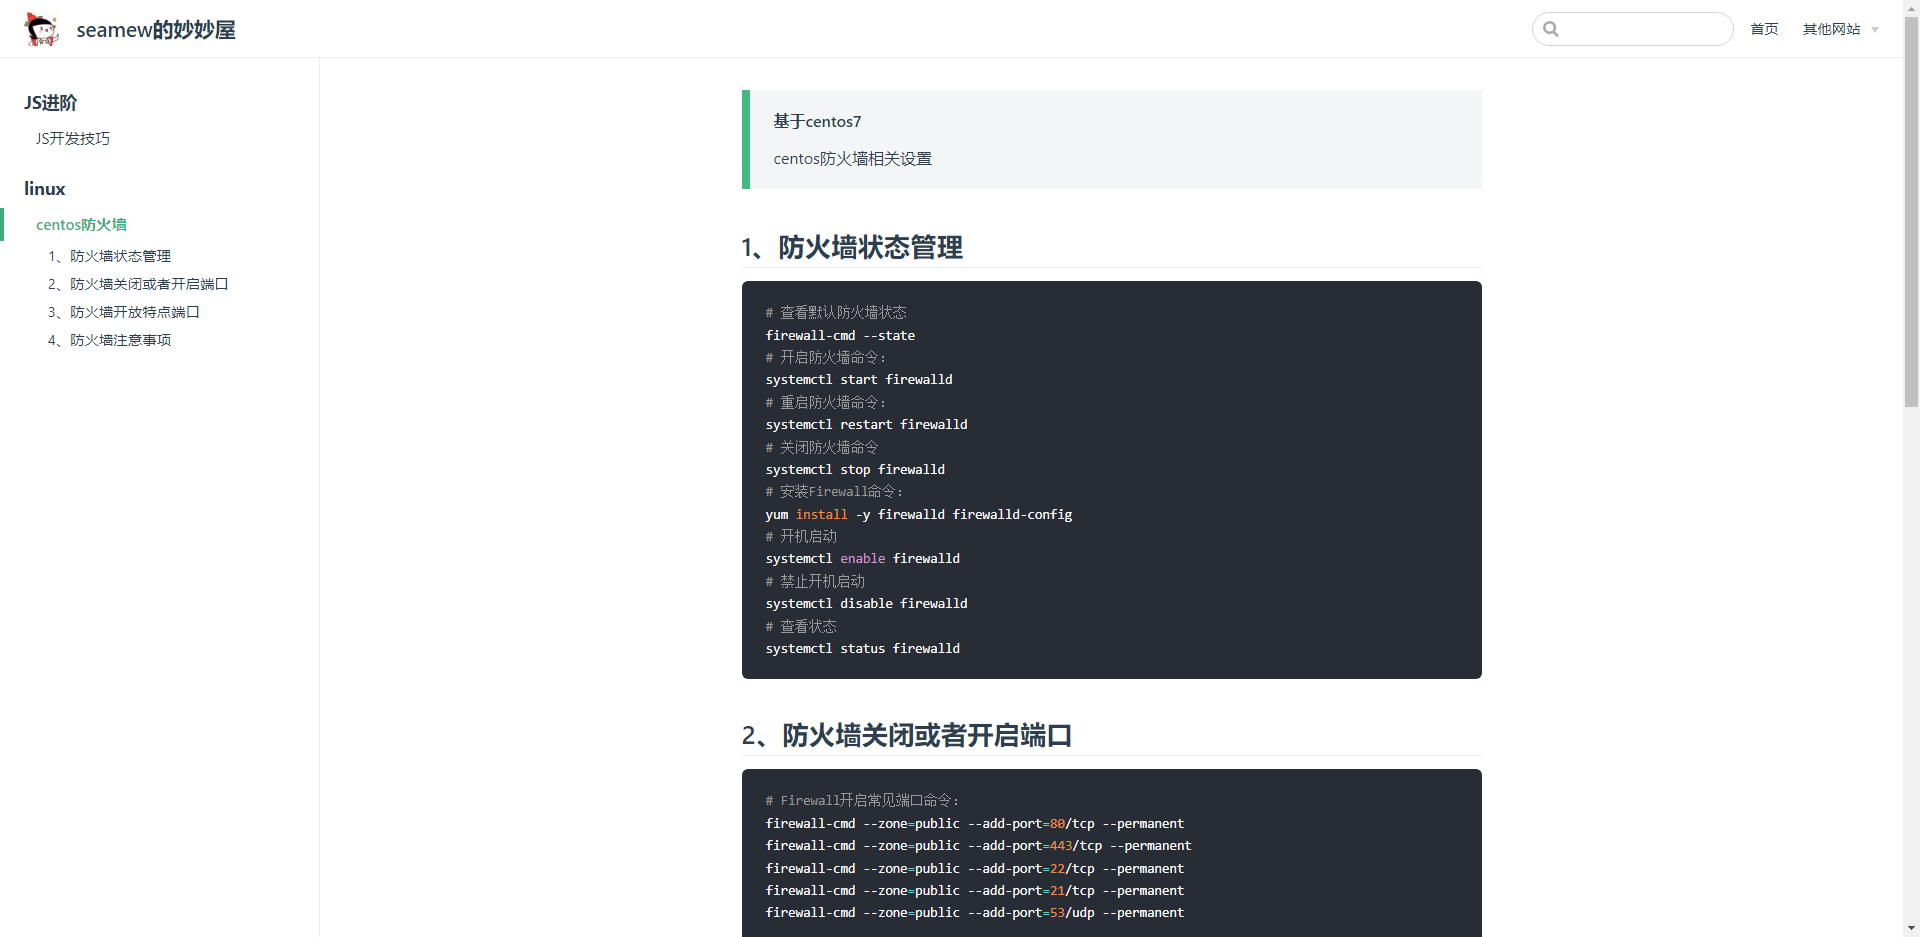 seamew的妙妙屋
首页
其他网站
JS进阶
JS开发技巧
linux
centos防火墙
1、防火墙状态管理
2、防火墙关闭或者开启端口
3、防火墙开放特点端口
4、防火墙注意事项
基于centos7
centos防火墙相关设置
1、防火墙状态管理
# 查看默认防火墙状态
firewall-cmd --state
# 开启防火墙命令:
systemctl start firewalld
# 重启防火墙命令:
systemctl restart firewalld
# 关闭防火墙命令
systemctl stop firewalld
# 安装Firewall命令:
yum install -y firewalld firewalld-config
# 开机启动
systemctl enable firewalld
# 禁止开机启动
systemctl disable firewalld
# 查看状态
systemctl status firewalld
2、防火墙关闭或者开启端口
# Firewall开启常见端口命令:
firewall-cmd --zone=public --add-port=80/tcp --permanent
firewall-cmd --zone=public --add-port=443/tcp --permanent
firewall-cmd --zone=public --add-port=22/tcp --permanent
firewall-cmd --zone=public --add-port=21/tcp --permanent
firewall-cmd --zone=public --add-port=53/udp --permanent